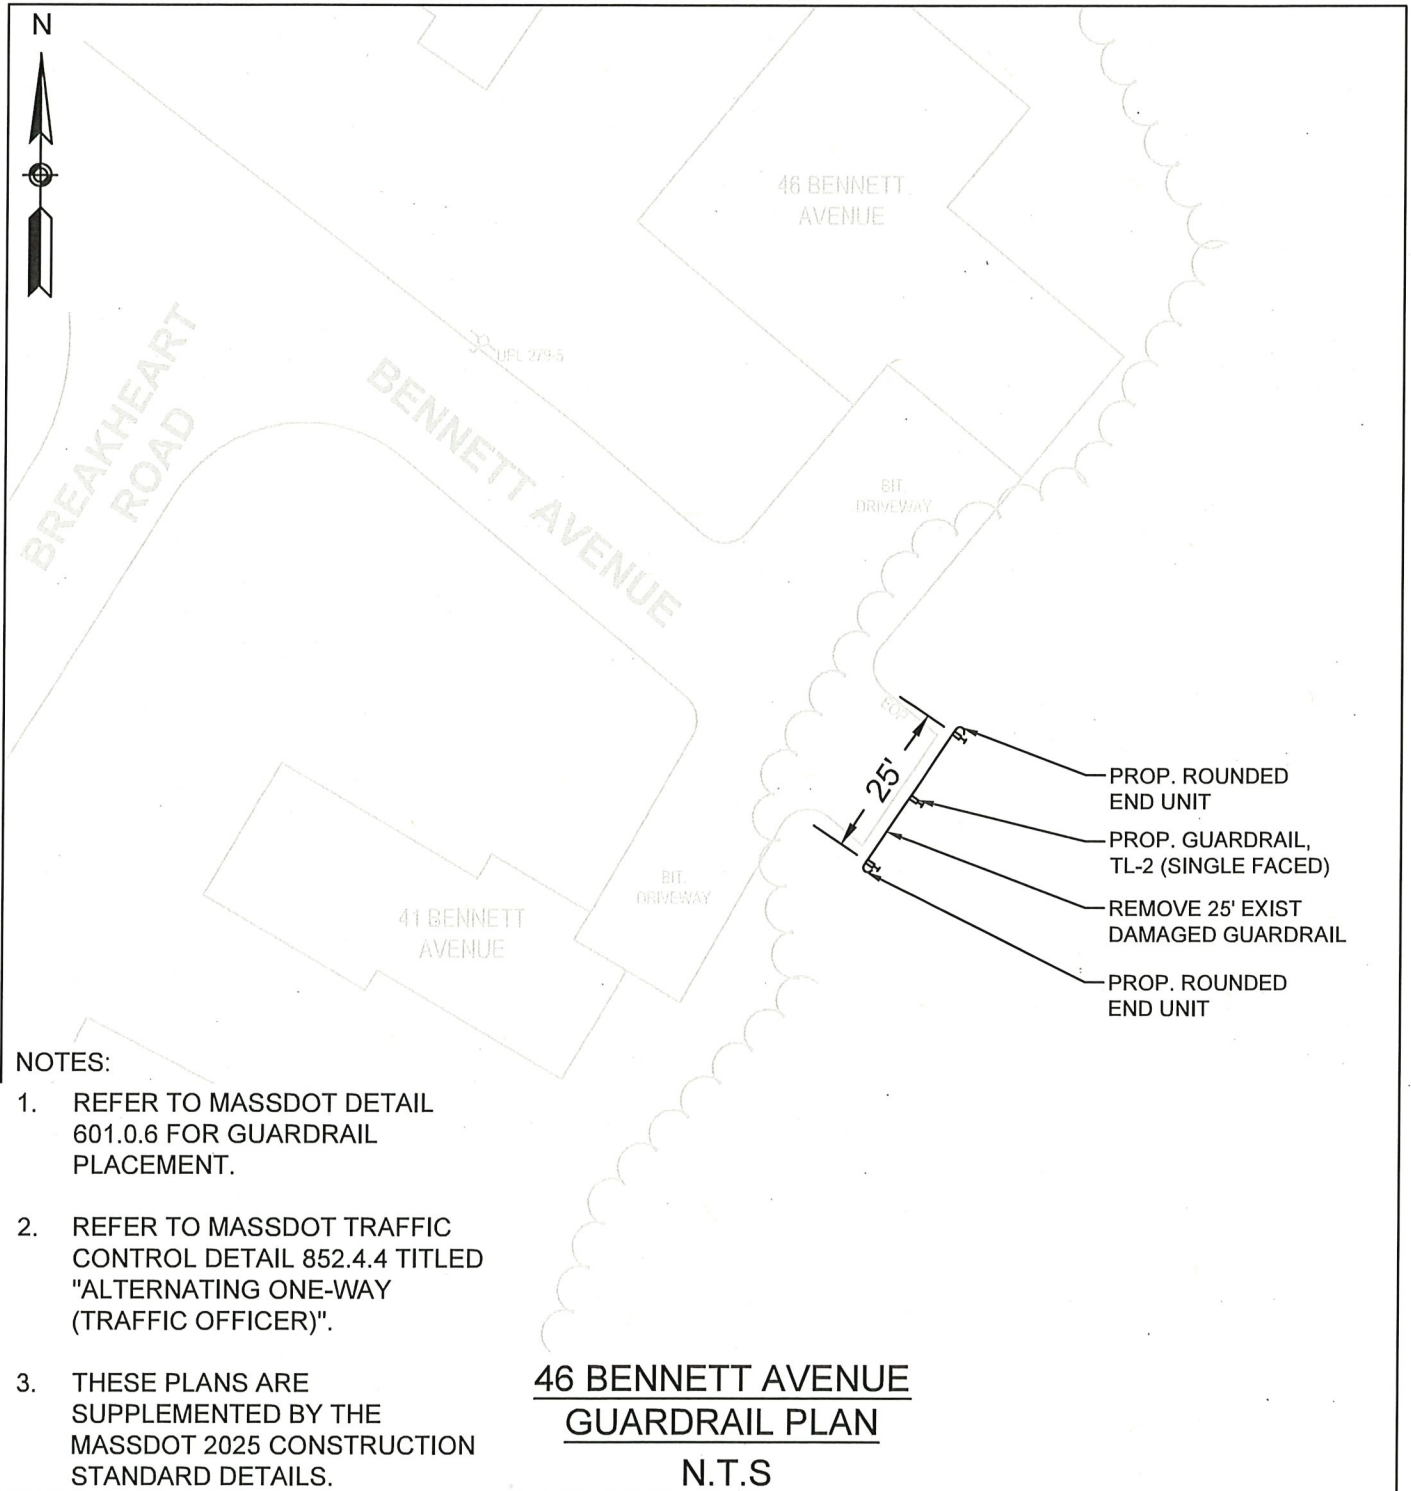 N
46 BENNETT
AVENUE
UPL 279-5
BREAKHEART
ROAD
BENNETT AVENUE
BIT.
DRIVEWAY
EOP
25'
PROP. ROUNDED
END UNIT
PROP. GUARDRAIL,
TL-2 (SINGLE FACED)
REMOVE 25' EXIST
DAMAGED GUARDRAIL
PROP. ROUNDED
END UNIT
BIT.
DRIVEWAY
41 BENNETT
AVENUE
NOTES:
1. REFER TO MASSDOT DETAIL
601.0.6 FOR GUARDRAIL
PLACEMENT.
2. REFER TO MASSDOT TRAFFIC
CONTROL DETAIL 852.4.4 TITLED
"ALTERNATING ONE-WAY
(TRAFFIC OFFICER)".
3. THESE PLANS ARE
SUPPLEMENTED BY THE
MASSDOT 2025 CONSTRUCTION
STANDARD DETAILS.
46 BENNETT AVENUE
GUARDRAIL PLAN
N.T.S